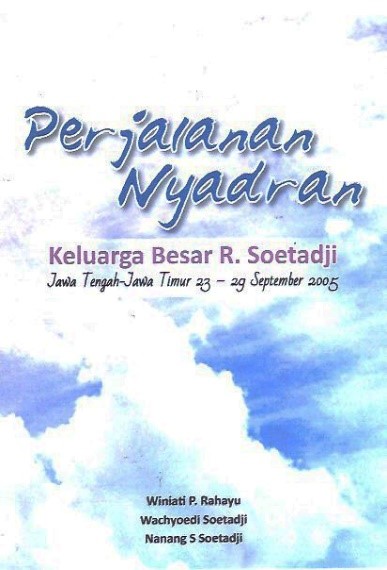 Perjalanan
Nyadran
Keluarga Besar R. Soetadji
Jawa Tengah-Jawa Timur 23 – 29 September 2005
Winiati P. Rahayu
Wachyoedi Soetadji
Nanang S Soetadji